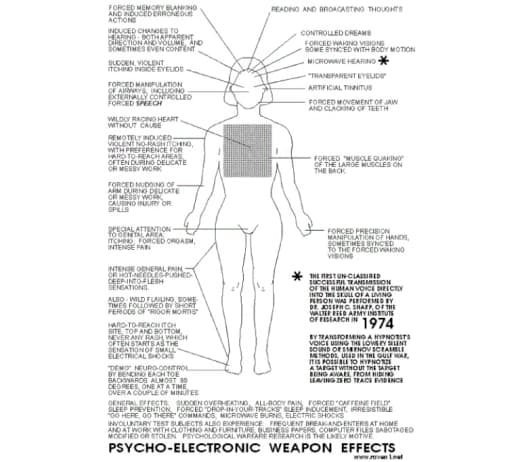 FORCED MEMORY BLANKING
AND INDUCED ERRONEOUS
ACTIONS
INDUCED CHANGES TO
HEARING - BOTH APPARENT
DIRECTION AND VOLUME, AND
SOMETIMES EVEN CONTENT
SUDDEN, VIOLENT
ITCHING INSIDE EYELIDS
FORCED MANIPULATION
OF AIRWAYS, INCLUDING
EXTERNALLY CONTROLLED
FORCED SPEECH
WILDLY RACING HEART
WITHOUT CAUSE
REMOTELY INDUCED
VIOLENT NO-RASH ITCHING,
WITH PREFERENCE FOR
HARD-TO-REACH AREAS,
OFTEN DURING DELICATE
OR MESSY WORK
FORCED NUDGING OF
ARM DURING DELICATE
OR MESSY WORK,
CAUSING INJURY OR
SPILLS
SPECIAL ATTENTION
TO GENITAL AREA:
ITCHING, FORCED ORGASM,
INTENSE PAIN
INTENSE GENERAL PAIN,
OR HOT-NEEDLES-PUSHED-
DEEP-INTO-FLESH
SENSATIONS.
ALSO - WILD FLAILING, SOME-
TIMES FOLLOWED BY SHORT
PERIODS OF "RIGOR MORTIS"
HARD-TO-REACH ITCH
SITE, TOP AND BOTTOM,
NEVER ANY RASH, WHICH
OFTEN STARTS AS THE
SENSATION OF SMALL
ELECTRICAL SHOCKS
"DEMO" NEURO-CONTROL
BY BENDING EACH TOE
BACKWARDS ALMOST 90
DEGREES, ONE AT A TIME,
OVER A COUPLE OF MINUTES
READING AND BROADCASTING THOUGHTS
CONTROLLED DREAMS
FORCED WAKING VISIONS
SOME SYNCED WITH BODY MOTION
MICROWAVE HEARING *
"TRANSPARENT EYELIDS"
ARTIFICIAL TINNITUS
FORCED MOVEMENT OF JAW
AND CLACKING OF TEETH
FORCED "MUSCLE QUAKING"
OF THE LARGE MUSCLES ON
THE BACK.
FORCED PRECISION
MANIPULATION OF HANDS,
SOMETIMES SYNCED
TO THE FORCED WAKING
VISIONS
* THE FIRST UN-CLASSIFIED
SUCCESSFUL TRANSMISSION
OF THE HUMAN VOICE DIRECTLY
INTO THE SKULL OF A LIVING
PERSON WAS PERFORMED BY
DR. JOSEPH C. SHARP, OF THE
WALTER REED ARMY INSTITUTE
OF RESEARCH IN 1974
BY TRANSFORMING A HYPNOTIST'S
VOICE USING THE LOWERY SILENT
SOUND OR SMIRNOV SCRAMBLE
METHODS, USED IN THE GULF WAR,
IT IS POSSIBLE TO HYPNOTIZE
A TARGET WITHOUT THE TARGET
BEING AWARE, FROM HIDING
LEAVING ZERO TRACE EVIDENCE
GENERAL EFFECTS: SUDDEN OVERHEATING, ALL-BODY PAIN, FORCED "CAFFEINE FIELD"
SLEEP PREVENTION, FORCED "DROP-IN-YOUR-TRACKS" SLEEP INDUCEMENT, IRRESISTIBLE
"GO HERE, GO THERE" COMMANDS, MICROWAVE BURNS, ELECTRIC SHOCKS
INVOLUNTARY TEST SUBJECTS ALSO EXPERIENCE: FREQUENT BREAK-AND-ENTERS AT HOME
AND AT WORK WITH CLOTHING AND FURNITURE, BUSINESS PAPERS, COMPUTER FILES SABOTAGED
MODIFIED OR STOLEN. PSYCHOLOGICAL WARFARE RESEARCH IS THE LIKELY MOTIVE.
PSYCHO-ELECTRONIC WEAPON EFFECTS